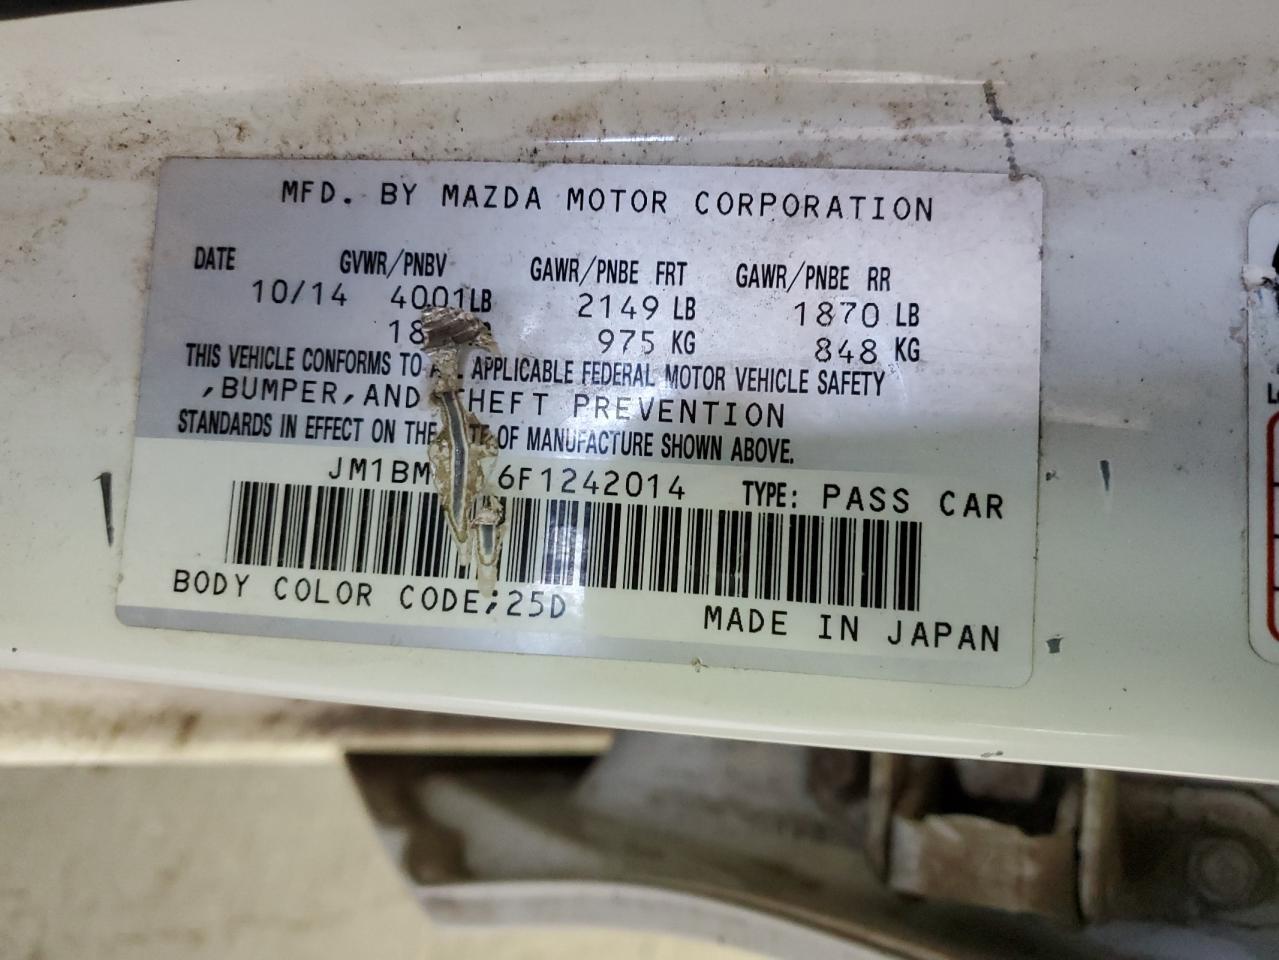 MFD. BY MAZDA MOTOR CORPORATION
DATE GVWR/PNBV GAWR/PNBE FRT GAWR/PNBE RR
10/14 4001LB 2149 LB 1870 LB
975 KG 848 KG
THIS VEHICLE CONFORMS TO APPLICABLE FEDERAL MOTOR VEHICLE SAFETY
,BUMPER,AND THEFT PREVENTION
STANDARDS IN EFFECT ON THE OF MANUFACTURE SHOWN ABOVE.
TYPE: PASS CAR
BODY COLOR CODE;25D
MADE IN JAPAN